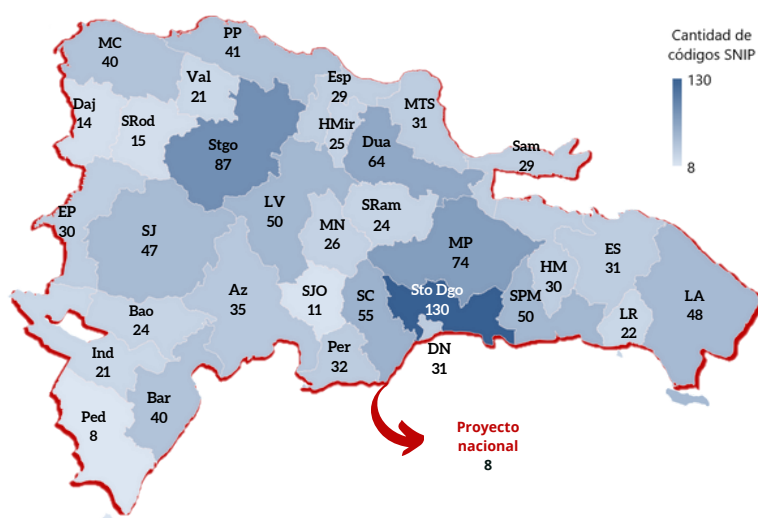 Cantidad de
códigos SNIP
130
8
MC
40
PP
41
Val
21
Esp
29
MTS
31
Daj
14
SRod
15
HMir
25
Stgo
87
Dua
64
Sam
29
EP
30
SJ
47
LV
50
SRam
24
MN
26
MP
74
ES
31
HM
30
Az
35
SJO
11
SC
55
Sto Dgo
130
SPM
50
LA
48
LR
22
Bao
24
Ind
21
Per
32
DN
31
Bar
40
Ped
8
Proyecto
nacional
8